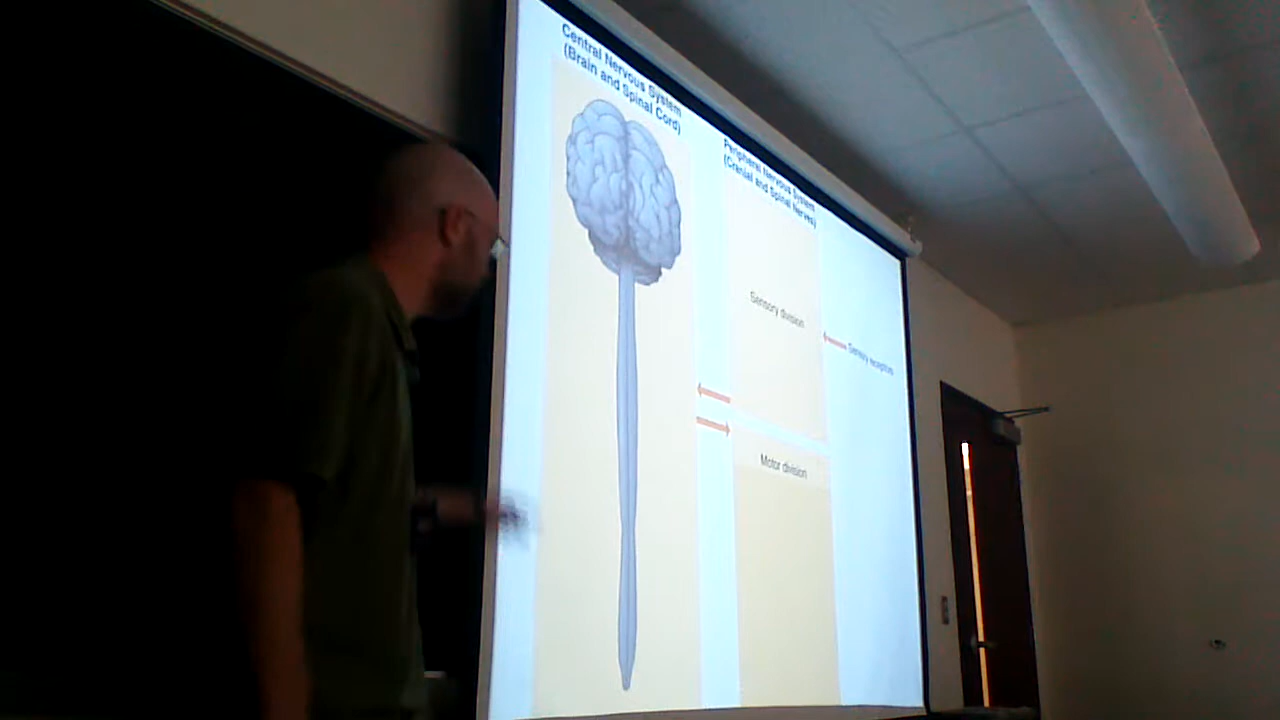 Central Nervous System
(Brain and Spinal Cord)
Peripheral Nervous System
(Cranial and Spinal Nerves)
Sensory division
Sensory receptors
Motor division